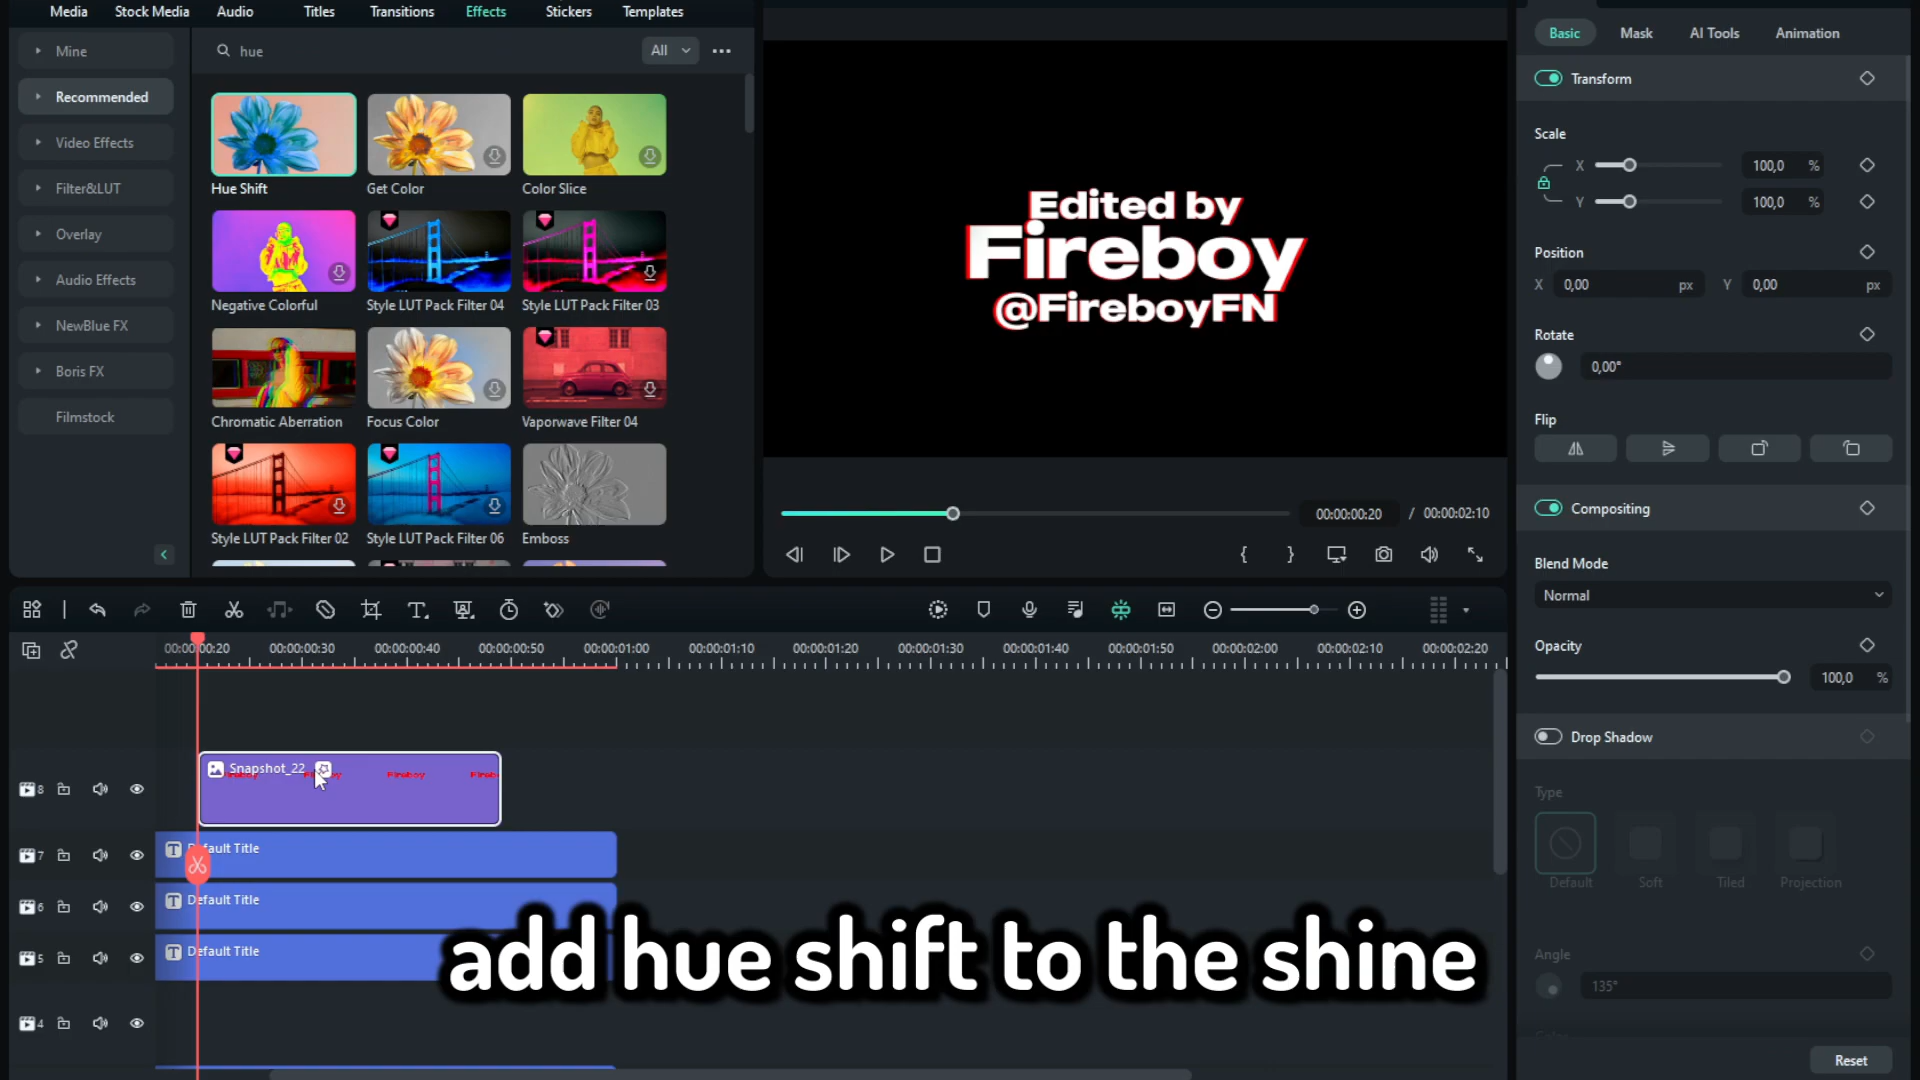 Media Stock Media Audio Titles Transitions Effects Stickers Templates
Mine
Recommended
Video Effects
Filter&LUT
Overlay
Audio Effects
NewBlue FX
Boris FX
Filmstock
hue
All
Hue Shift Get Color Color Slice
Negative Colorful Style LUT Pack Filter 04 Style LUT Pack Filter 03
Chromatic Aberration Focus Color Vaporwave Filter 04
Style LUT Pack Filter 02 Style LUT Pack Filter 06 Emboss
Edited by
Fireboy
@FireboyFN
00:00:00:20 / 00:00:02:10
Basic Mask AI Tools Animation
Transform
Scale
X 100,0 %
Y 100,0 %
Position
X 0,00 px Y 0,00 px
Rotate
0,00°
Flip
Compositing
Blend Mode
Normal
Opacity
100,0 %
Drop Shadow
Type
Default Soft Tiled Projection
Angle
135°
Reset
00:00:00:20 00:00:00:30 00:00:00:40 00:00:00:50 00:00:01:00 00:00:01:10 00:00:01:20 00:00:01:30 00:00:01:40 00:00:01:50 00:00:02:00 00:00:02:10 00:00:02:20
Snapshot_22
Fireboy
8
7 Default Title
6 Default Title
5 Default Title
4
add hue shift to the shine